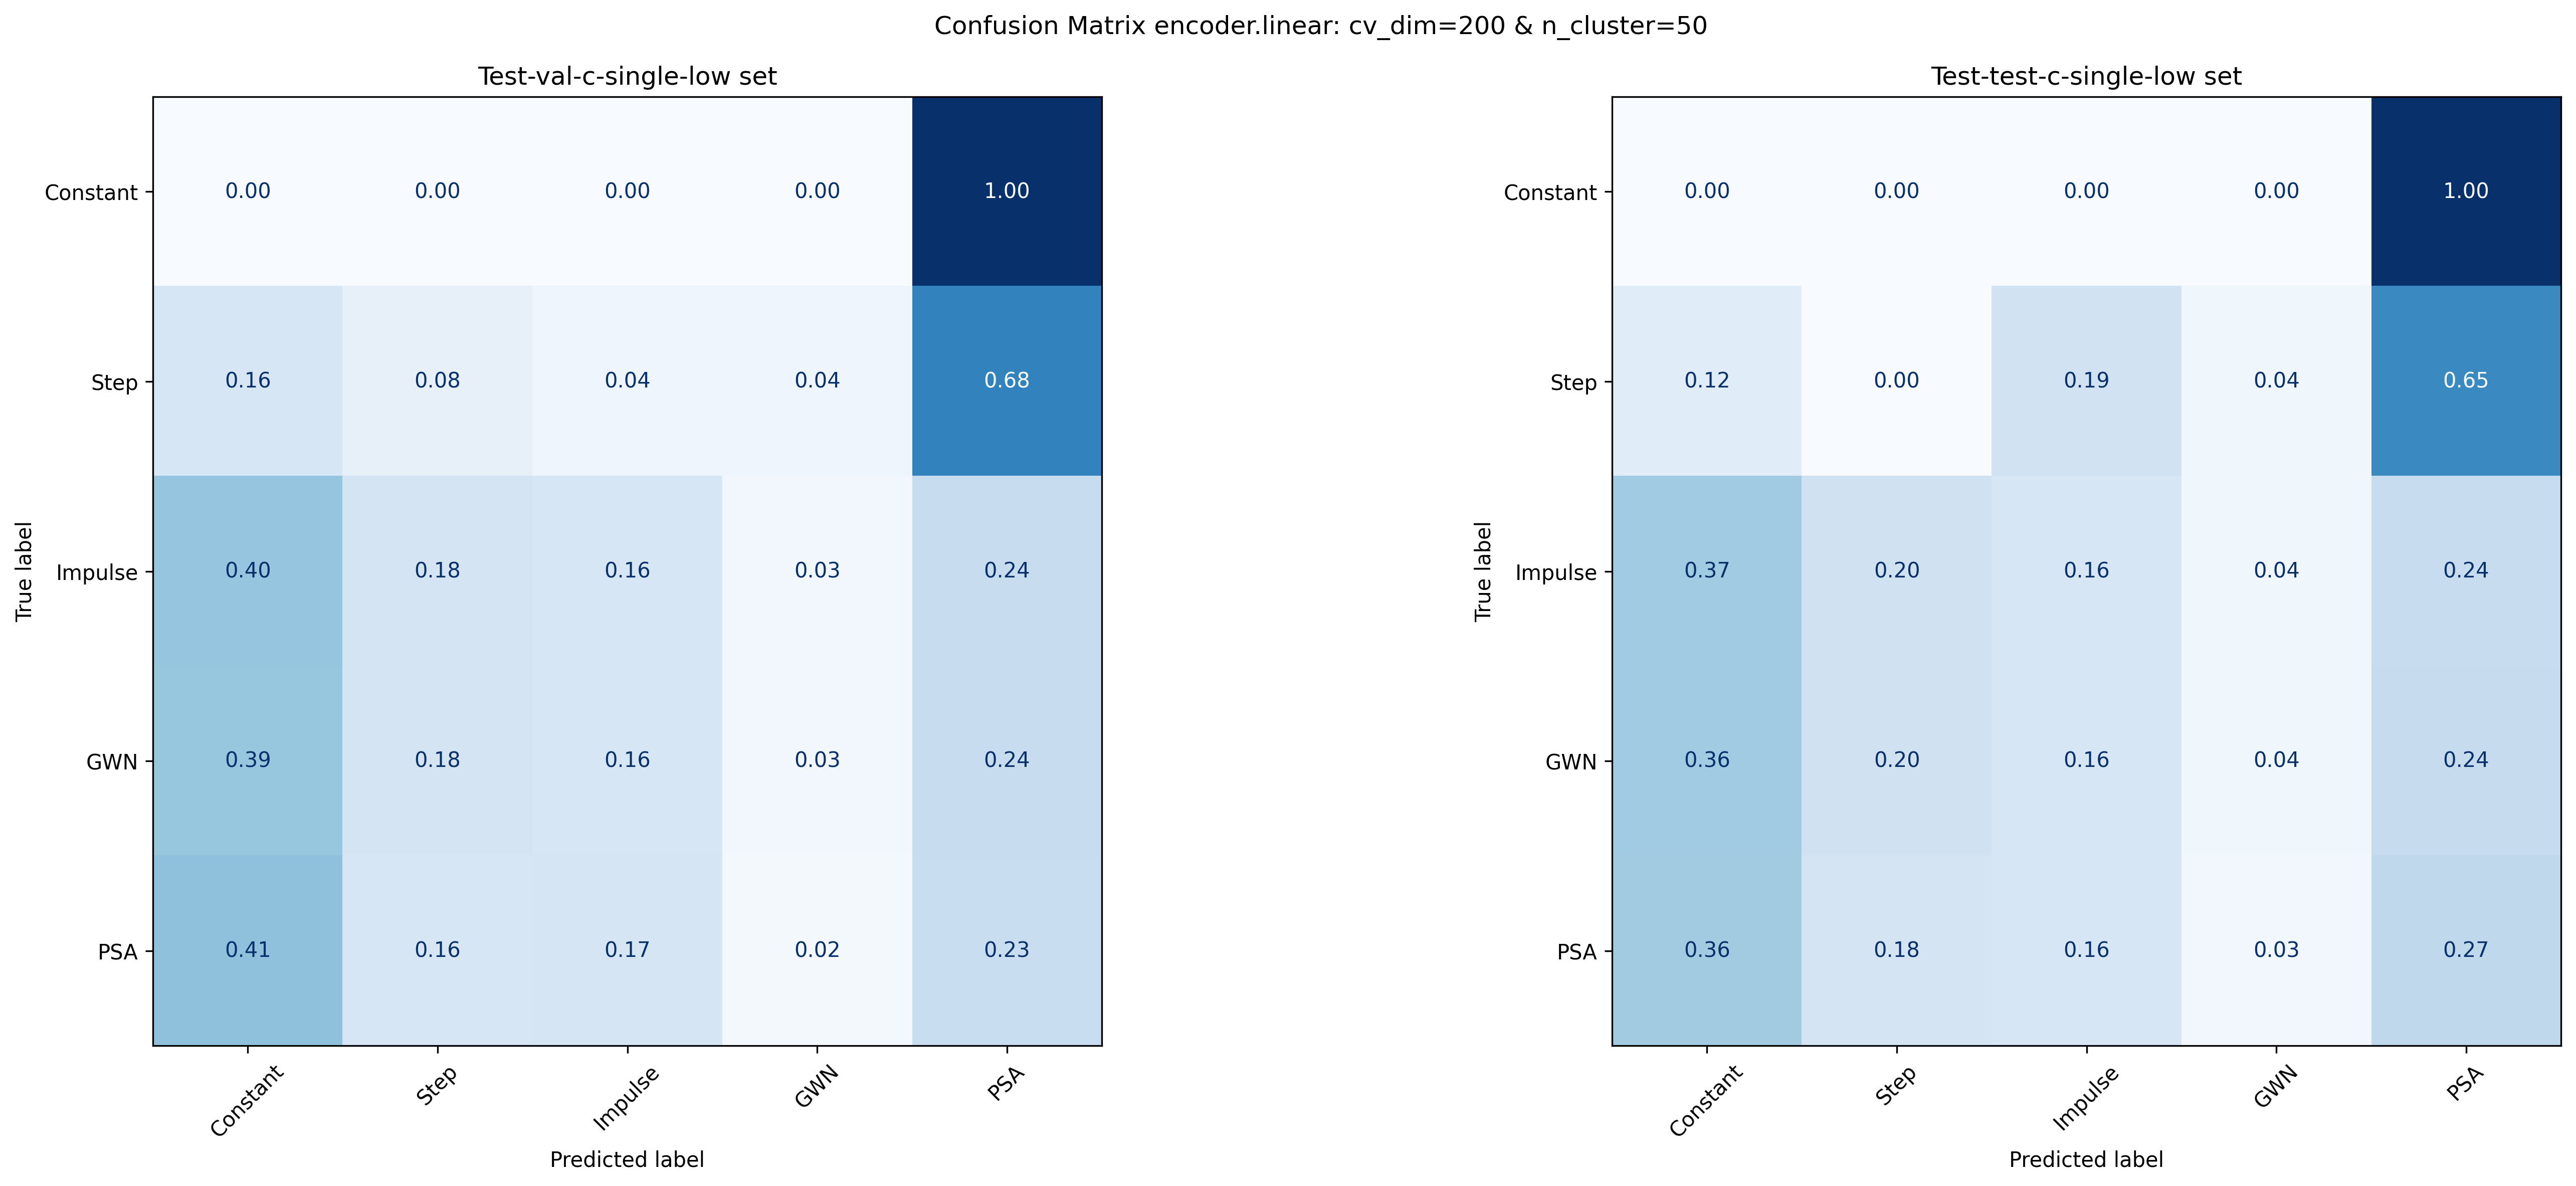 Confusion Matrix encoder.linear: cv_dim=200 & n_cluster=50
Test-val-c-single-low set
True label
Constant 0.00 0.00 0.00 0.00 1.00
Step 0.16 0.08 0.04 0.04 0.68
Impulse 0.40 0.18 0.16 0.03 0.24
GWN 0.39 0.18 0.16 0.03 0.24
PSA 0.41 0.16 0.17 0.02 0.23
Constant Step Impulse GWN PSA
Predicted label
Test-test-c-single-low set
True label
Constant 0.00 0.00 0.00 0.00 1.00
Step 0.12 0.00 0.19 0.04 0.65
Impulse 0.37 0.20 0.16 0.04 0.24
GWN 0.36 0.20 0.16 0.04 0.24
PSA 0.36 0.18 0.16 0.03 0.27
Constant Step Impulse GWN PSA
Predicted label